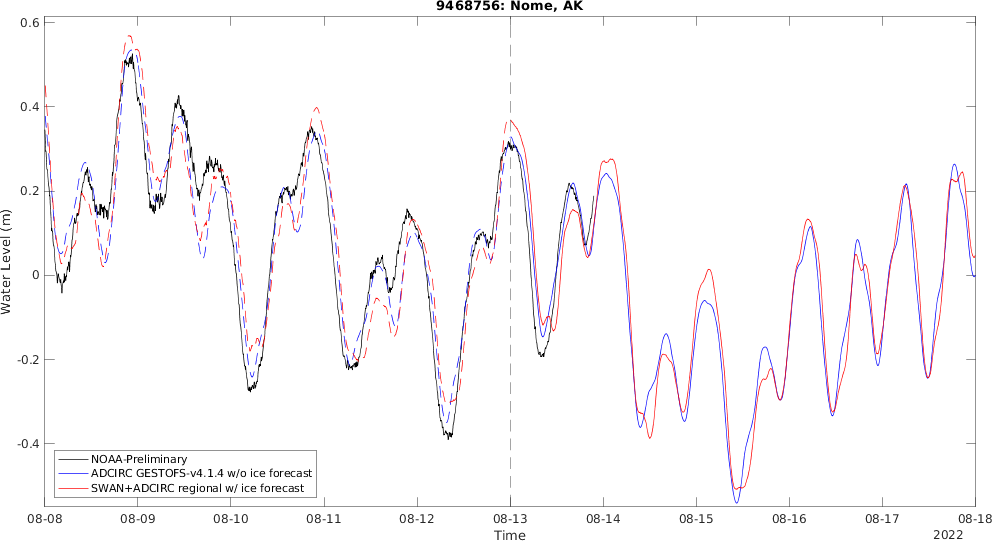 9468756: Nome, AK
0.6
0.4
0.2
0
-0.2
-0.4
Water Level (m)
NOAA-Preliminary
ADCIRC GESTOFS-v4.1.4 w/o ice forecast
SWAN+ADCIRC regional w/ ice forecast
08-08 08-09 08-10 08-11 08-12 08-13 08-14 08-15 08-16 08-17 08-18
Time
2022